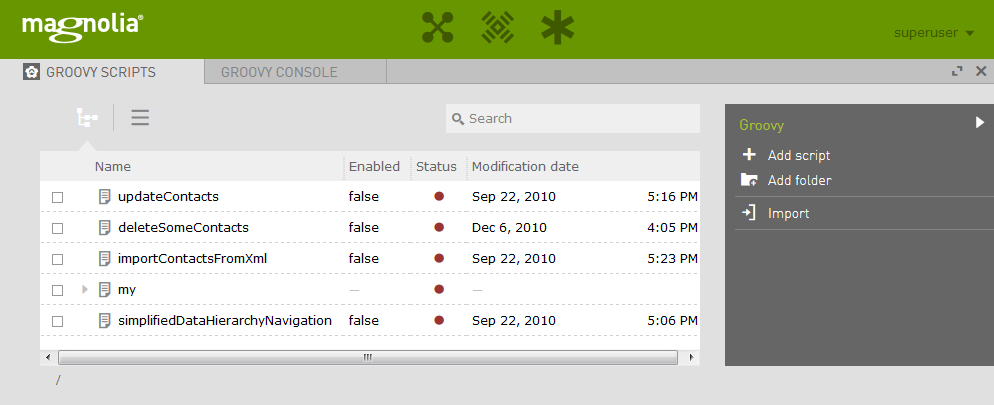 magnolia®
superuser
GROOVY SCRIPTS GROOVY CONSOLE
Search
Name Enabled Status Modification date
updateContacts false Sep 22, 2010 5:16 PM
deleteSomeContacts false Dec 6, 2010 4:05 PM
importContactsFromXml false Sep 22, 2010 5:23 PM
my — —
simplifiedDataHierarchyNavigation false Sep 22, 2010 5:06 PM
/
Groovy
Add script
Add folder
Import